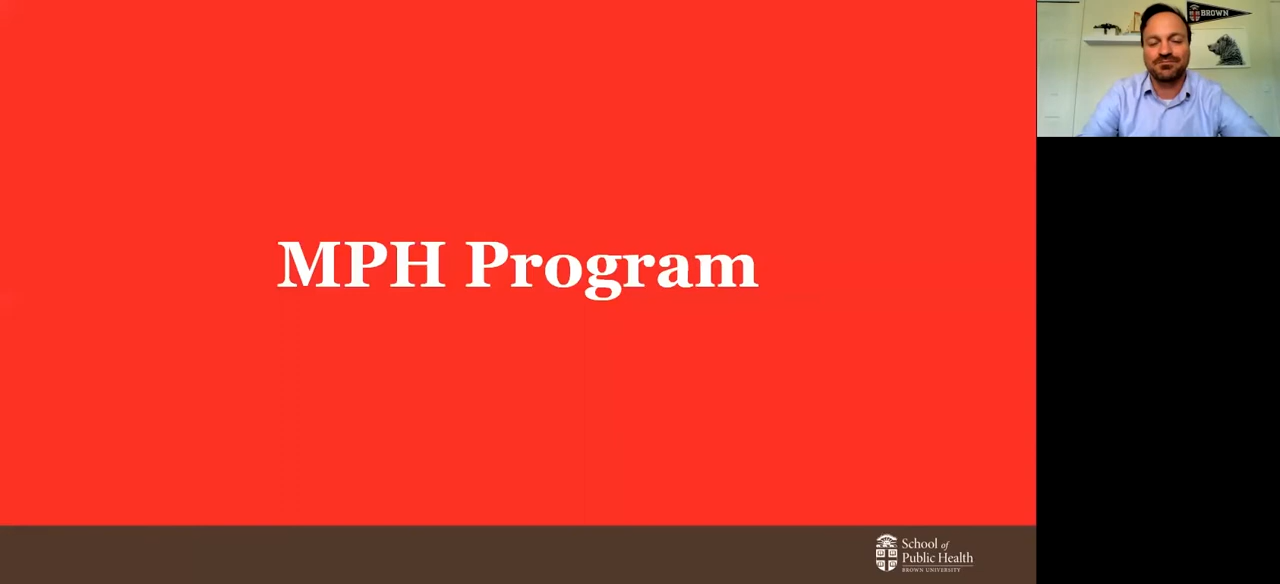 MPH Program
BROWN
School of
Public Health
BROWN UNIVERSITY